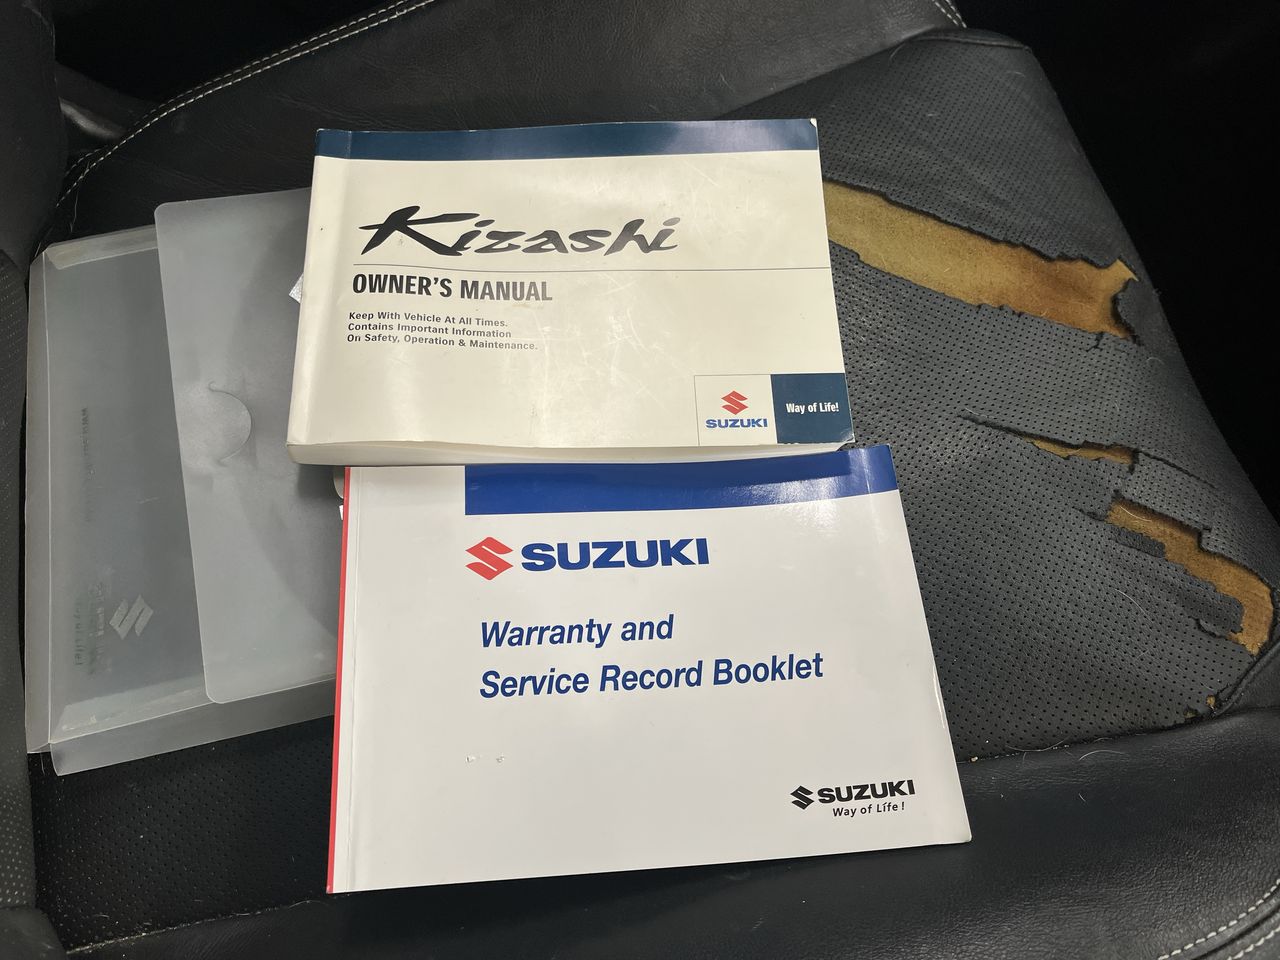 Kizashi
OWNER'S MANUAL
Keep With Vehicle At All Times.
Contains Important Information
On Safety, Operation & Maintenance.
SUZUKI
Way of Life!
SUZUKI
Warranty and
Service Record Booklet
SUZUKI
Way of Life!